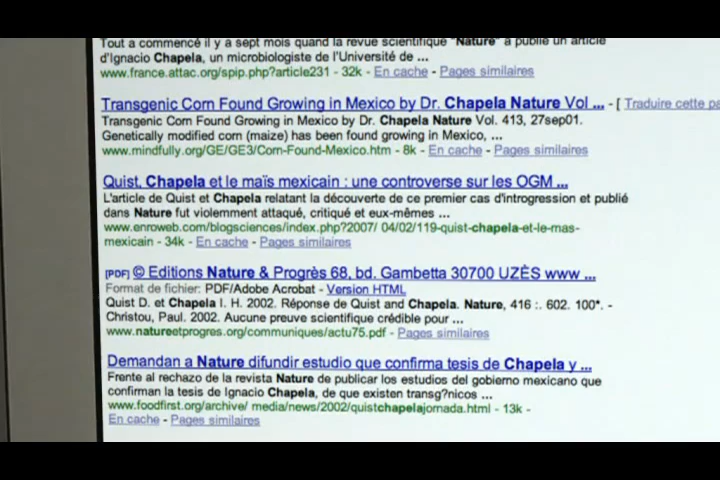 Tout a commencé il y a sept mois quand la revue scientifique "Nature" a publié un article
d'Ignacio Chapela, un microbiologiste de l'Université de ...
www.france.attac.org/spip.php?article231 - 32k - En cache - Pages similaires
Transgenic Corn Found Growing in Mexico by Dr. Chapela Nature Vol ... - [ Traduire cette pa
Transgenic Corn Found Growing in Mexico by Dr. Chapela Nature Vol. 413, 27sep01.
Genetically modified corn (maize) has been found growing in Mexico, ...
www.mindfully.org/GE/GE3/Corn-Found-Mexico.htm - 8k - En cache - Pages similaires
Quist, Chapela et le maïs mexicain : une controverse sur les OGM ...
L'article de Quist et Chapela relatant la découverte de ce premier cas d'introgression et publié
dans Nature fut violemment attaqué, critiqué et eux-mêmes ...
www.enroweb.com/blogsciences/index.php?2007/ 04/02/119-quist-chapela-et-le-mas-
mexicain - 34k - En cache - Pages similaires
[PDF] © Editions Nature & Progrès 68, bd. Gambetta 30700 UZÈS www ...
Format de fichier: PDF/Adobe Acrobat - Version HTML
Quist D. et Chapela I. H. 2002. Réponse de Quist and Chapela. Nature, 416 :. 602. 100*. -
Christou, Paul. 2002. Aucune preuve scientifique crédible pour ...
www.natureetprogres.org/communiques/actu75.pdf - Pages similaires
Demandan a Nature difundir estudio que confirma tesis de Chapela y ...
Frente al rechazo de la revista Nature de publicar los estudios del gobierno mexicano que
confirman la tesis de Ignacio Chapela, de que existen transg?nicos ...
www.foodfirst.org/archive/ media/news/2002/quistchapelajornada.html - 13k -
En cache - Pages similaires